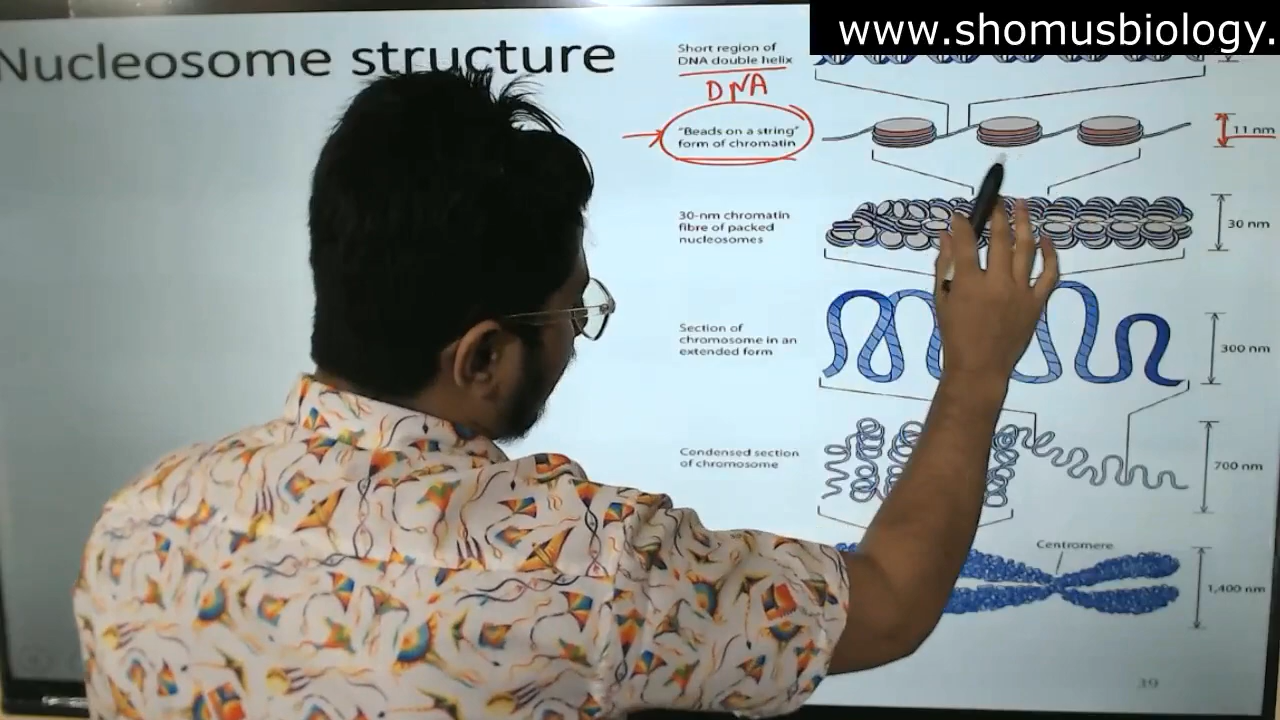 www.shomusbiology.
Nucleosome structure
Short region of
DNA double helix
DNA
"Beads on a string"
form of chromatin
11 nm
30-nm chromatin
fibre of packed
nucleosomes
30 nm
Section of
chromosome in an
extended form
300 nm
Condensed section
of chromosome
700 nm
Centromere
1,400 nm
39